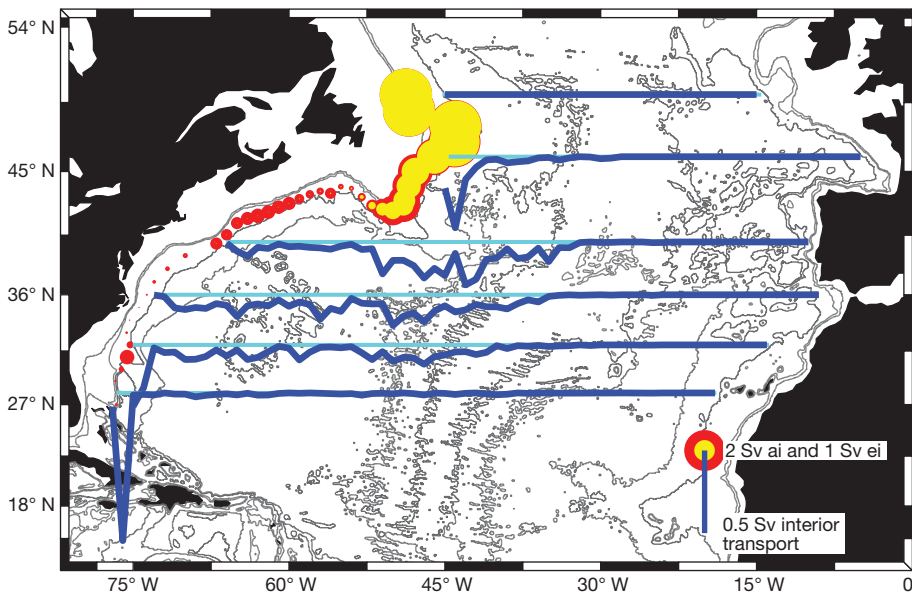 54° N
45° N
36° N
27° N
18° N
2 Sv ai and 1 Sv ei
0.5 Sv interior
transport
75° W
60° W
45° W
30° W
15° W
0